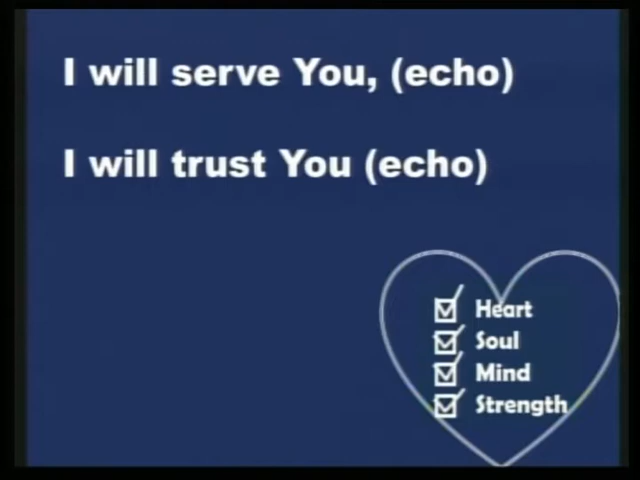 I will serve You, (echo)
I will trust You (echo)
Heart
Soul
Mind
Strength